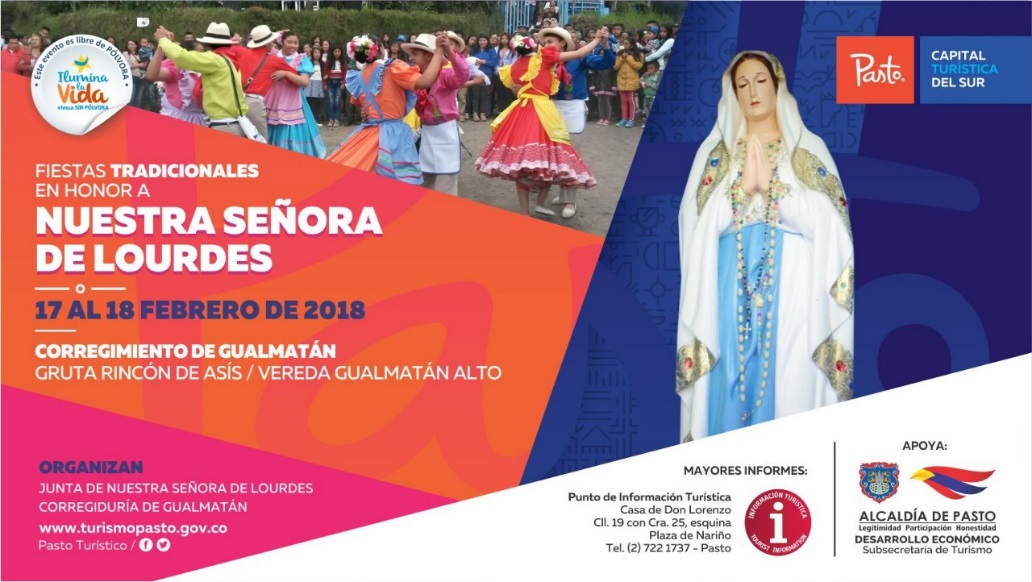 Este evento es libre de PÓLVORA
Ilumina
la
Vida
vívela SIN PÓLVORA
Pasto.
CAPITAL
TURÍSTICA
DEL SUR
FIESTAS TRADICIONALES
EN HONOR A
NUESTRA SEÑORA
DE LOURDES
17 AL 18 FEBRERO DE 2018
CORREGIMIENTO DE GUALMATÁN
GRUTA RINCÓN DE ASÍS / VEREDA GUALMATÁN ALTO
ORGANIZAN
JUNTA DE NUESTRA SEÑORA DE LOURDES
CORREGIDURÍA DE GUALMATÁN
www.turismopasto.gov.co
Pasto Turístico /
MAYORES INFORMES:
Punto de Información Turística
Casa de Don Lorenzo
Cll. 19 con Cra. 25, esquina
Plaza de Nariño
Tel. (2) 722 1737 - Pasto
INFORMACIÓN TURÍSTICA
i
TOURIST INFORMATION
APOYA:
ALCALDÍA DE PASTO
Legitimidad Participación Honestidad
DESARROLLO ECONÓMICO
Subsecretaría de Turismo